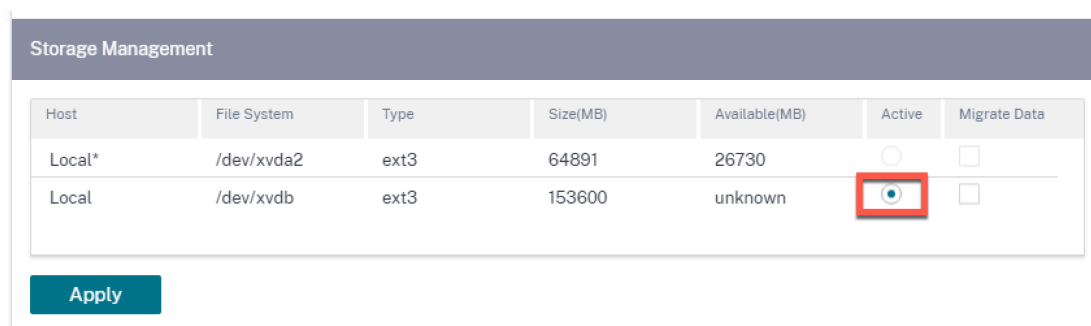 Storage Management
Host File System Type Size(MB) Available(MB) Active Migrate Data
Local* /dev/xvda2 ext3 64891 26730
Local /dev/xvdb ext3 153600 unknown
Apply